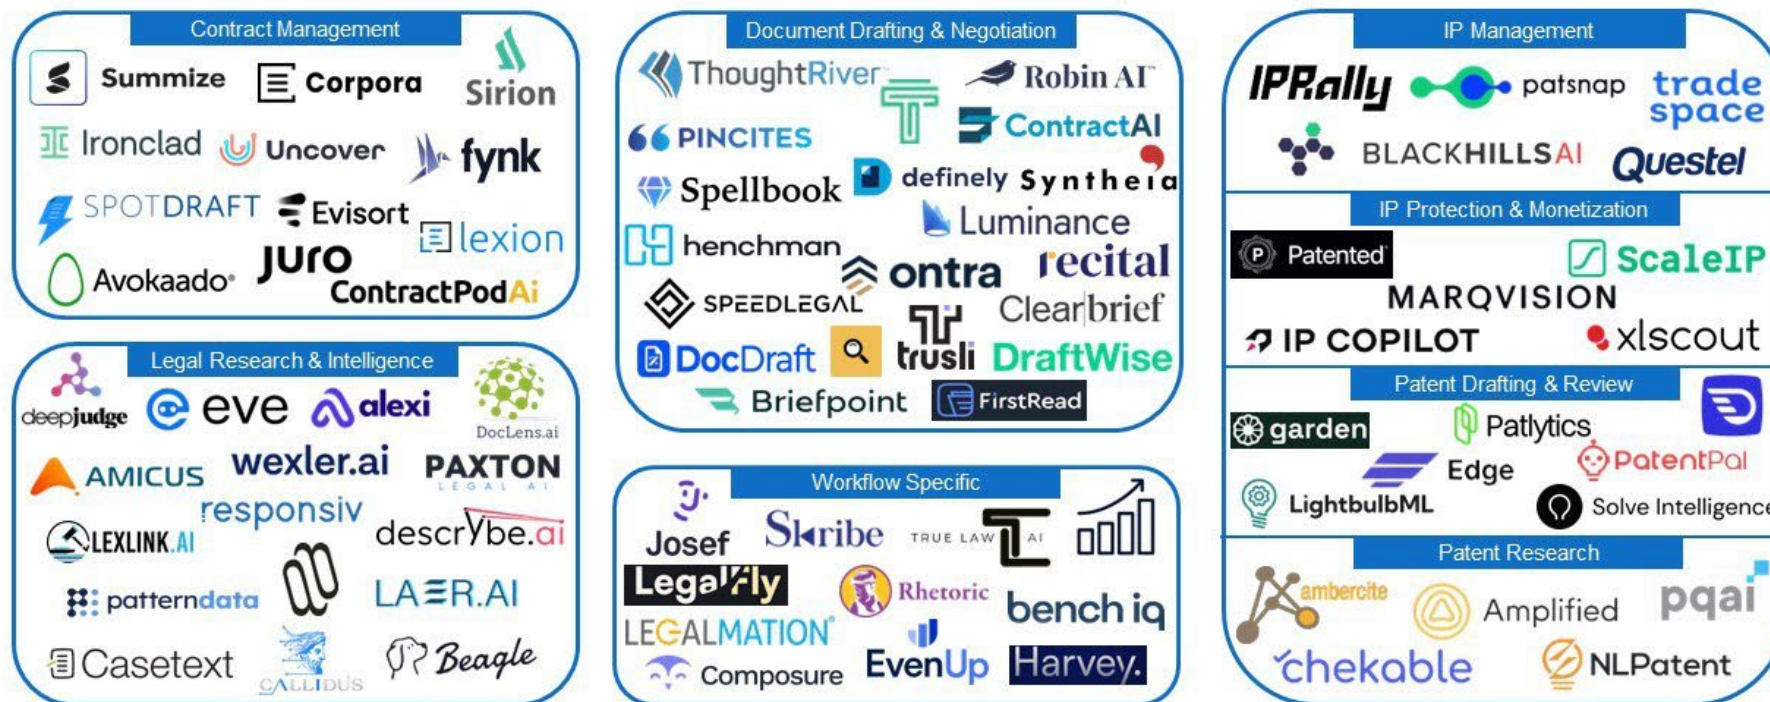 Contract Management
Summize
Corpora
Sirion
Ironclad
Uncover
fynk
SPOTDRAFT
Evisort
lexion
Avokaado®
JURO
ContractPodAi
Legal Research & Intelligence
deepjudge
eve
alexi
DocLens.ai
AMICUS
wexler.ai
PAXTON
LEGAL AI
responsiv
LEXLINK.AI
descrybe.ai
patterndata
LAER.AI
Casetext
CALLIDUS
Beagle
Document Drafting & Negotiation
ThoughtRiver™
Robin AI™
PINCITES
ContractAI
Spellbook
definely
Syntheia
Luminance
henchman
ontra
recital
SPEEDLEGAL
trusli
Clear|brief
DocDraft
DraftWise
Briefpoint
FirstRead
Workflow Specific
Josef
Skribe
TRUE LAW AI
LegalFly
Rhetoric
bench iq
LEGALMATION®
Composure
EvenUp
Harvey.
IP Management
IPRally
patsnap
trade
space
BLACKHILLS AI
Questel
IP Protection & Monetization
P
Patented
ScaleIP
MARQVISION
IP COPILOT
xlscout
Patent Drafting & Review
garden
Patlytics
Edge
PatentPal
LightbulbML
Solve Intelligence
Patent Research
ambercite
Amplified
pqai
chekable
NLPatent